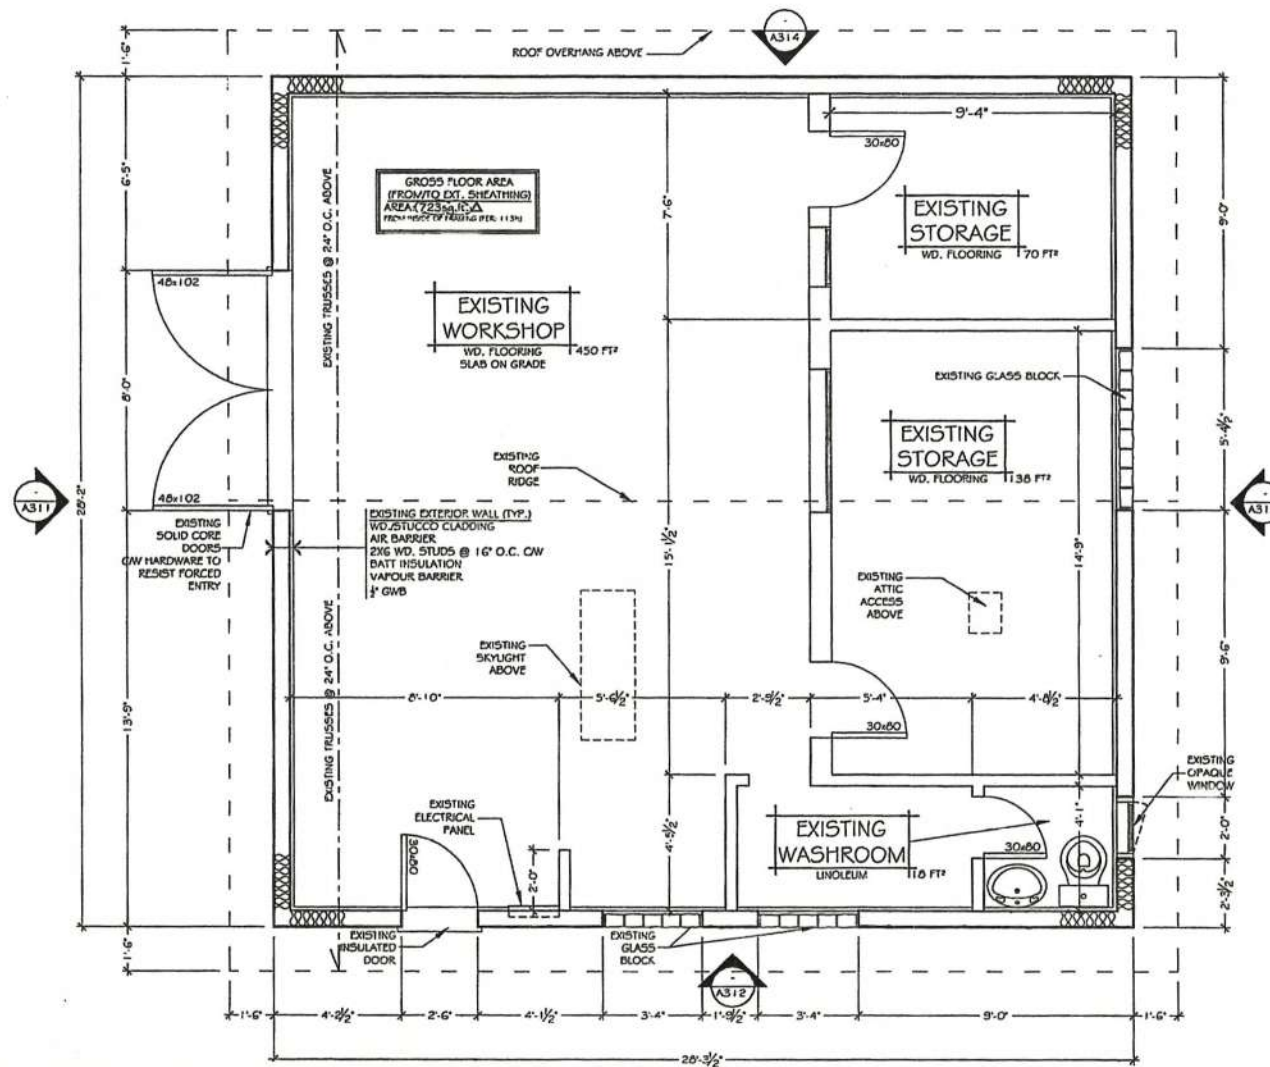 A314
ROOF OVERHANG ABOVE
1'-6"
9'-4"
30x80
GROSS FLOOR AREA
(FROM/TO EXT. SHEATHING)
AREA: 723sq.ft.
EXISTING TRUSSES @ 24" O.C. ABOVE
6'-5"
7'-6"
9'-0"
EXISTING
STORAGE
WD. FLOORING 70 FT²
48x102
EXISTING
WORKSHOP
WD. FLOORING 450 FT²
SLAB ON GRADE
8'-0"
EXISTING GLASS BLOCK
5'-4½"
EXISTING
STORAGE
WD. FLOORING 138 FT²
EXISTING
ROOF
RIDGE
48x102
A311
28'-2"
EXISTING
SOLID CORE
DOORS
C/W HARDWARE TO
RESIST FORCED
ENTRY
EXISTING EXTERIOR WALL (TYP.)
WD./STUCCO CLADDING
AIR BARRIER
2X6 WD. STUDS @ 16" O.C. C/W
BATT INSULATION
VAPOUR BARRIER
½" GWB
15'-1½"
14'-9"
EXISTING
ATTIC
ACCESS
ABOVE
EXISTING
SKYLIGHT
ABOVE
EXISTING TRUSSES @ 24" O.C. ABOVE
9'-6"
8'-10"
5'-6½"
2'-9½"
5'-4"
4'-8½"
13'-9"
30x80
EXISTING
OPAQUE
WINDOW
EXISTING
ELECTRICAL
PANEL
4'-5½"
EXISTING
WASHROOM
LINOLEUM 18 FT²
4'-1"
2'-0"
30x80
30x80
2'-0"
2'-3½"
EXISTING
INSULATED
DOOR
EXISTING
GLASS
BLOCK
1'-6"
A312
1'-6"
4'-2½"
2'-6"
4'-1½"
3'-4"
1'-9½"
3'-4"
9'-0"
1'-6"
28'-3½"